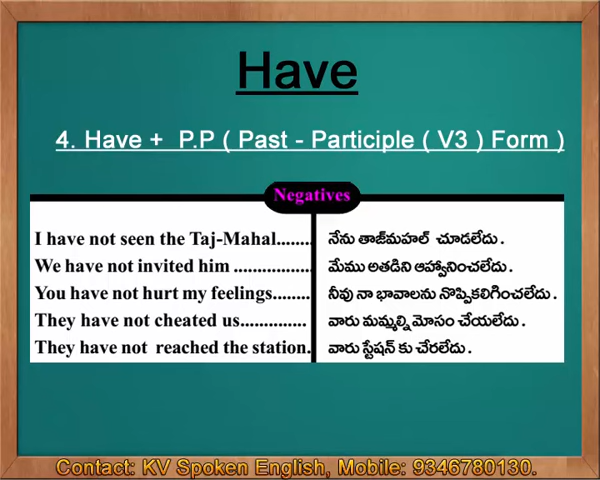 Have
4. Have + P.P ( Past - Participle ( V3 ) Form )
Negatives
I have not seen the Taj-Mahal........ నేను తాజ్‌మహల్ చూడలేదు.
We have not invited him ................. మేము అతడిని ఆహ్వానించలేదు.
You have not hurt my feelings........ నీవు నా భావాలను నొప్పికలిగించలేదు.
They have not cheated us............... వారు మమ్మల్ని మోసం చేయలేదు.
They have not reached the station. వారు స్టేషన్ కు చేరలేదు.
Contact: KV Spoken English, Mobile: 9346780130.